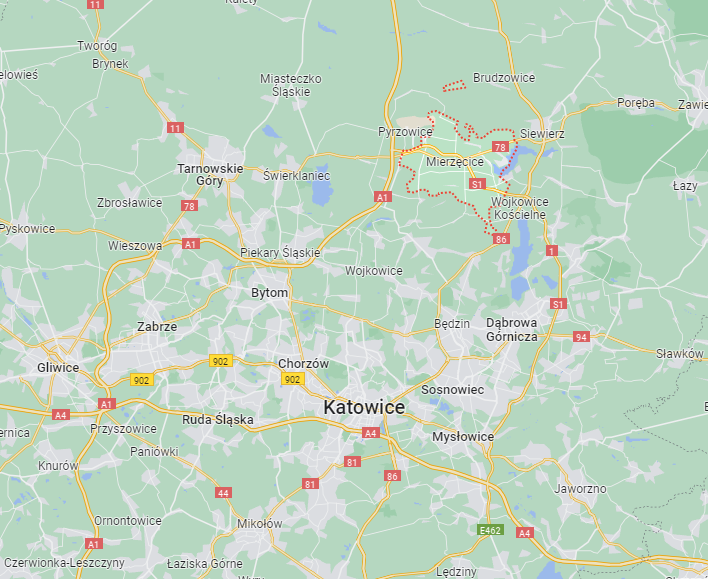 Kalety
11
Tworóg
Brynek
elowieś
Miasteczko
Śląskie
Brudzowice
Poręba
Zawie
Pyrzowice
Siewierz
11
78
Mierzęcice
Tarnowskie
Góry
Świerklaniec
S1
Łazy
A1
Zbrosławice
78
Wojkowice
Kościelne
Pyskowice
Wieszowa
A1
86
Piekary Śląskie
1
Wojkowice
Bytom
S1
Zabrze
Będzin
Dąbrowa
Górnicza
94
Sławków
Gliwice
902
Chorzów
902
902
Sosnowiec
A1
Katowice
A4
Ruda Śląska
Przyszowice
A4
Mysłowice
ernica
Paniówki
Knurów
81
86
81
44
Jaworzno
Ornontowice
Mikołów
E462
A4
A1
Czerwionka-Leszczyny
Łaziska Górne
Lędziny